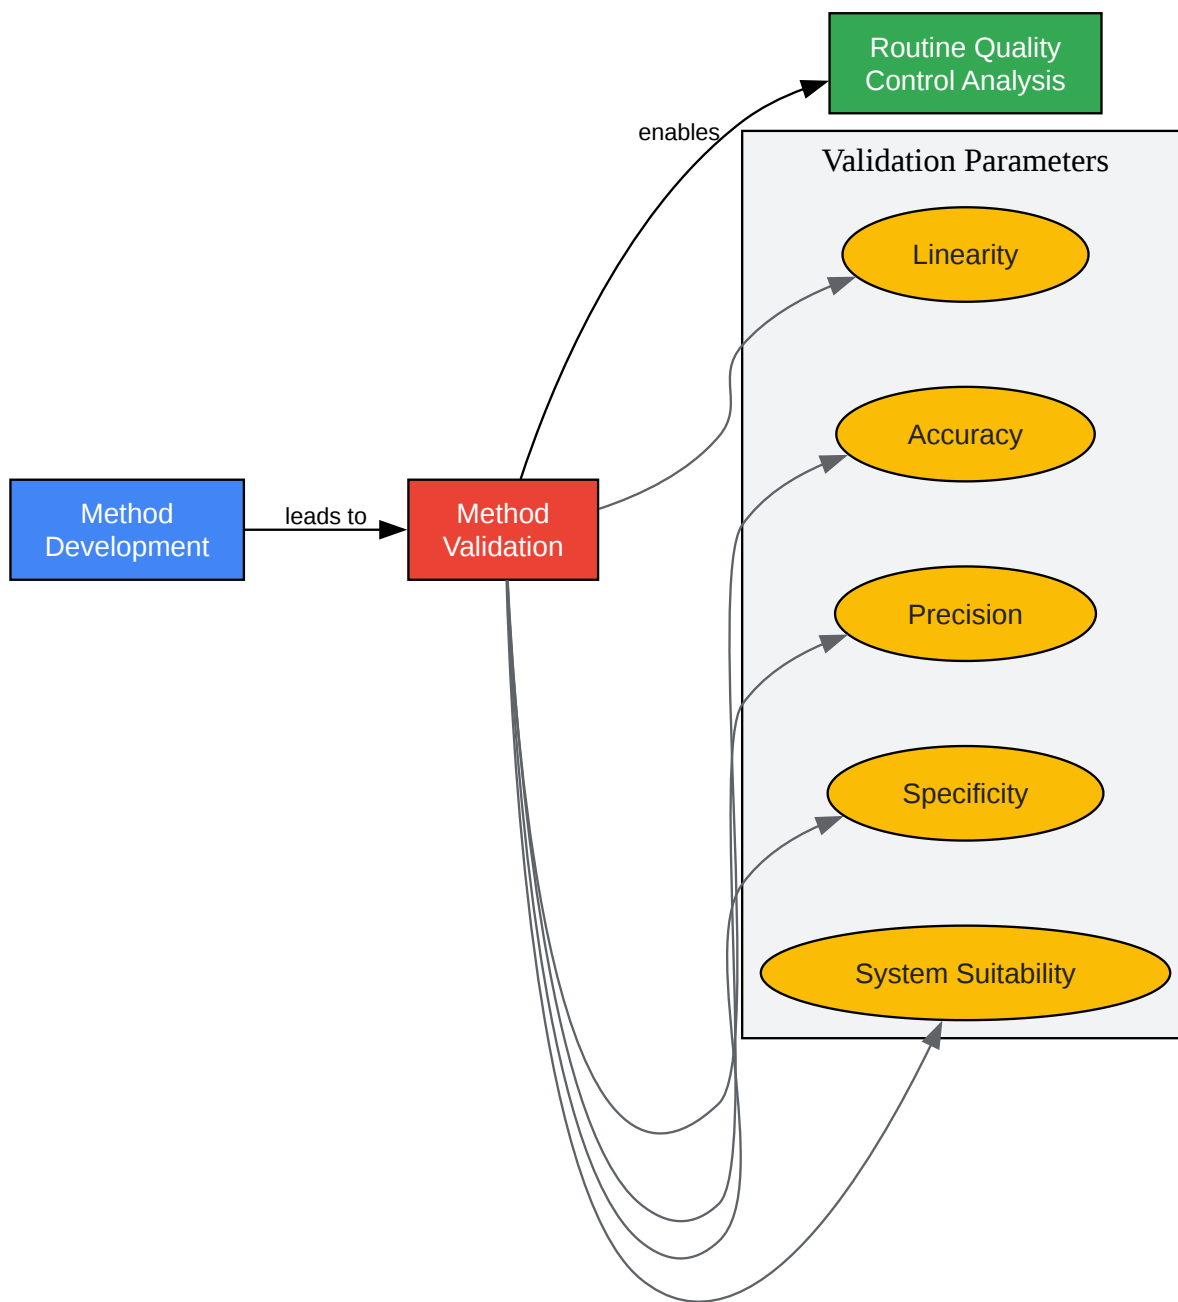 Routine Quality
Control Analysis
enables
Validation Parameters
Linearity
Accuracy
Method
Development
leads to
Method
Validation
Precision
Specificity
System Suitability